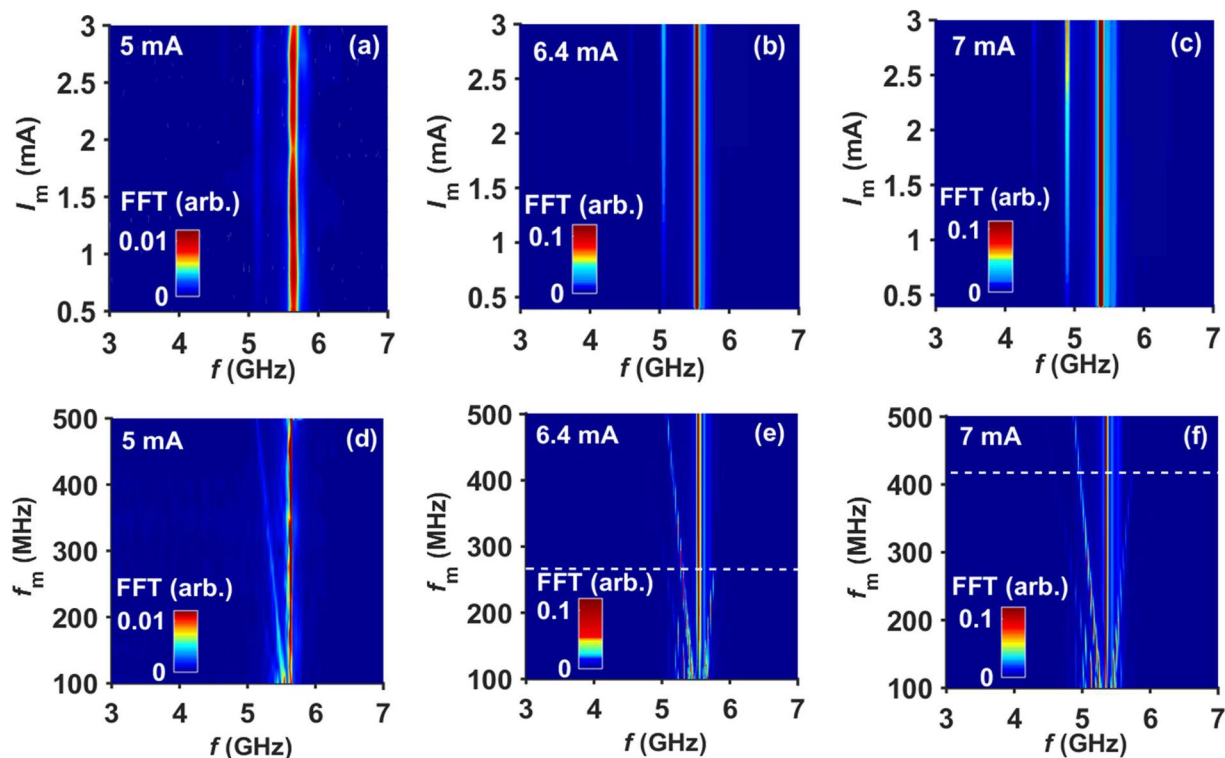 5 mA (a)
3
2.5
2
1.5
1
0.5
I_m (mA)
FFT (arb.)
0.01
0
3 4 5 6 7
f (GHz)
6.4 mA (b)
3
2.5
2
1.5
1
0.5
I_m (mA)
FFT (arb.)
0.1
0
3 4 5 6 7
f (GHz)
7 mA (c)
3
2.5
2
1.5
1
0.5
I_m (mA)
FFT (arb.)
0.1
0
3 4 5 6 7
f (GHz)
5 mA (d)
500
400
300
200
100
f_m (MHz)
FFT (arb.)
0.01
0
3 4 5 6 7
f (GHz)
6.4 mA (e)
500
400
300
200
100
f_m (MHz)
FFT (arb.)
0.1
0
3 4 5 6 7
f (GHz)
7 mA (f)
500
400
300
200
100
f_m (MHz)
FFT (arb.)
0.1
0
3 4 5 6 7
f (GHz)